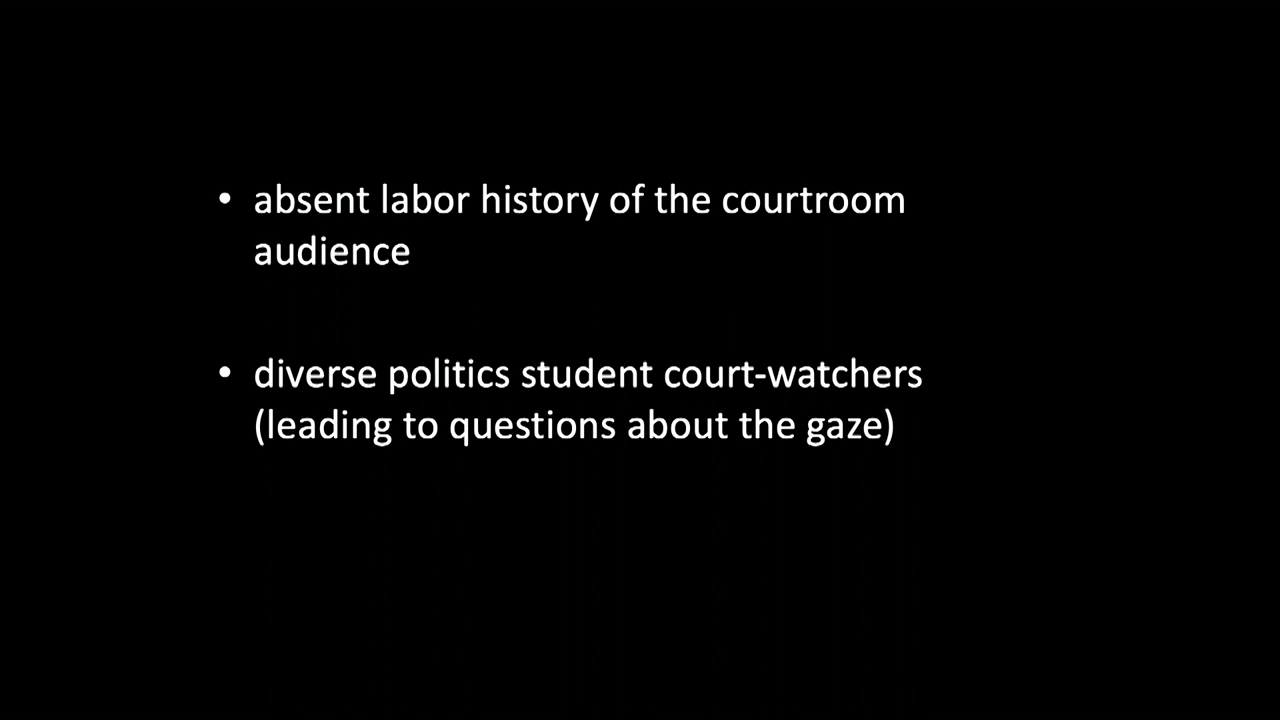 • absent labor history of the courtroom
audience
• diverse politics student court-watchers
(leading to questions about the gaze)